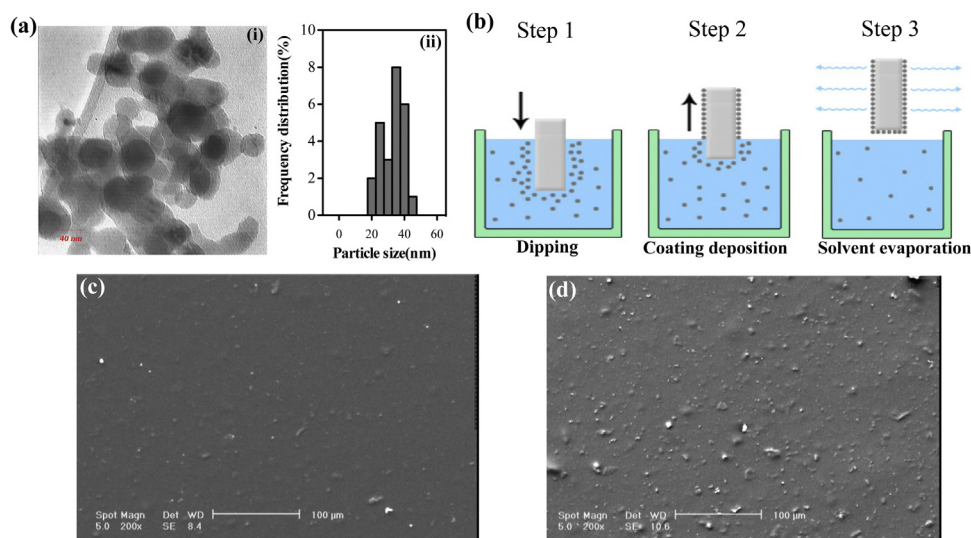 (a)
(i)
40 nm
(ii)
Frequency distribution(%)
10
8
6
4
2
0
0 20 40 60
Particle size(nm)
(b)
Step 1
Step 2
Step 3
Dipping
Coating deposition
Solvent evaporation
(c)
Spot Magn Det WD
5.0 200x SE 8.4
100 µm
(d)
Spot Magn Det WD
5.0 200x SE 10.6
100 µm